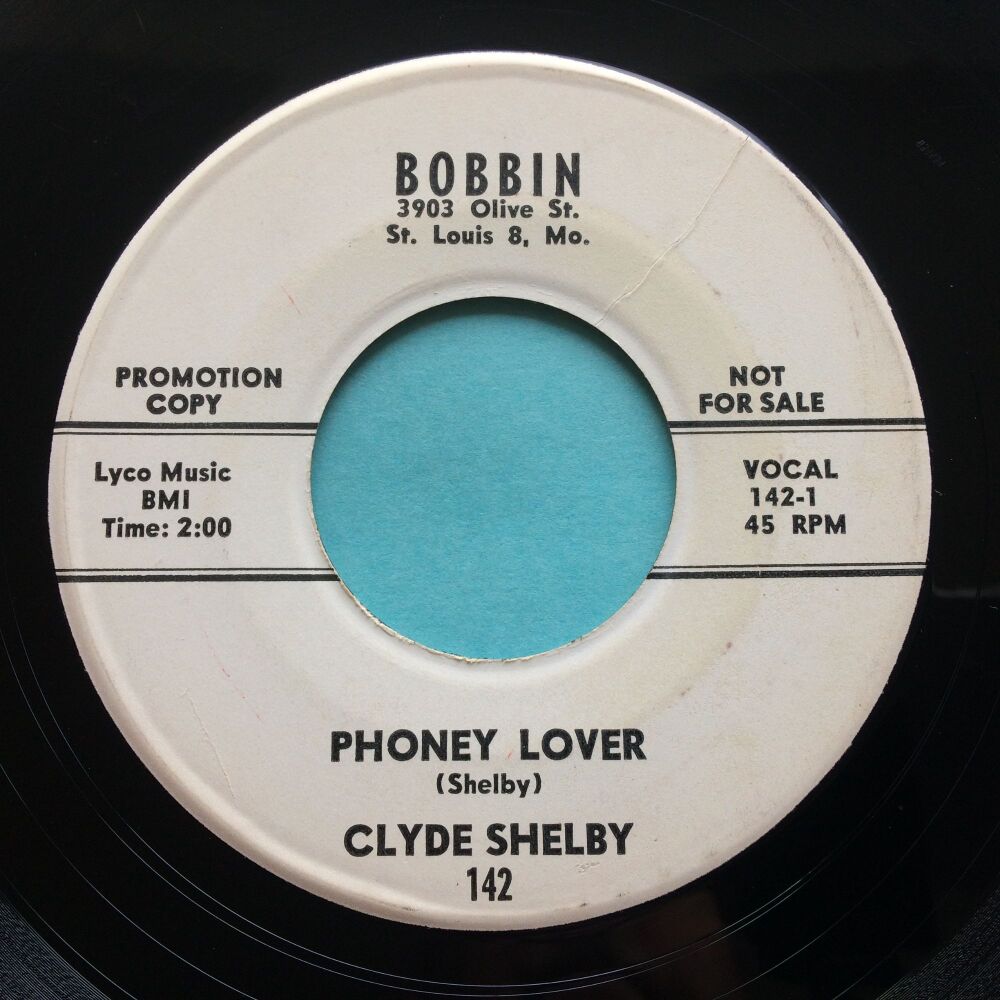 BOBBIN
3903 Olive St.
St. Louis 8, Mo.
PROMOTION
COPY
NOT
FOR SALE
Lyco Music
BMI
Time: 2:00
VOCAL
142-1
45 RPM
PHONEY LOVER
(Shelby)
CLYDE SHELBY
142